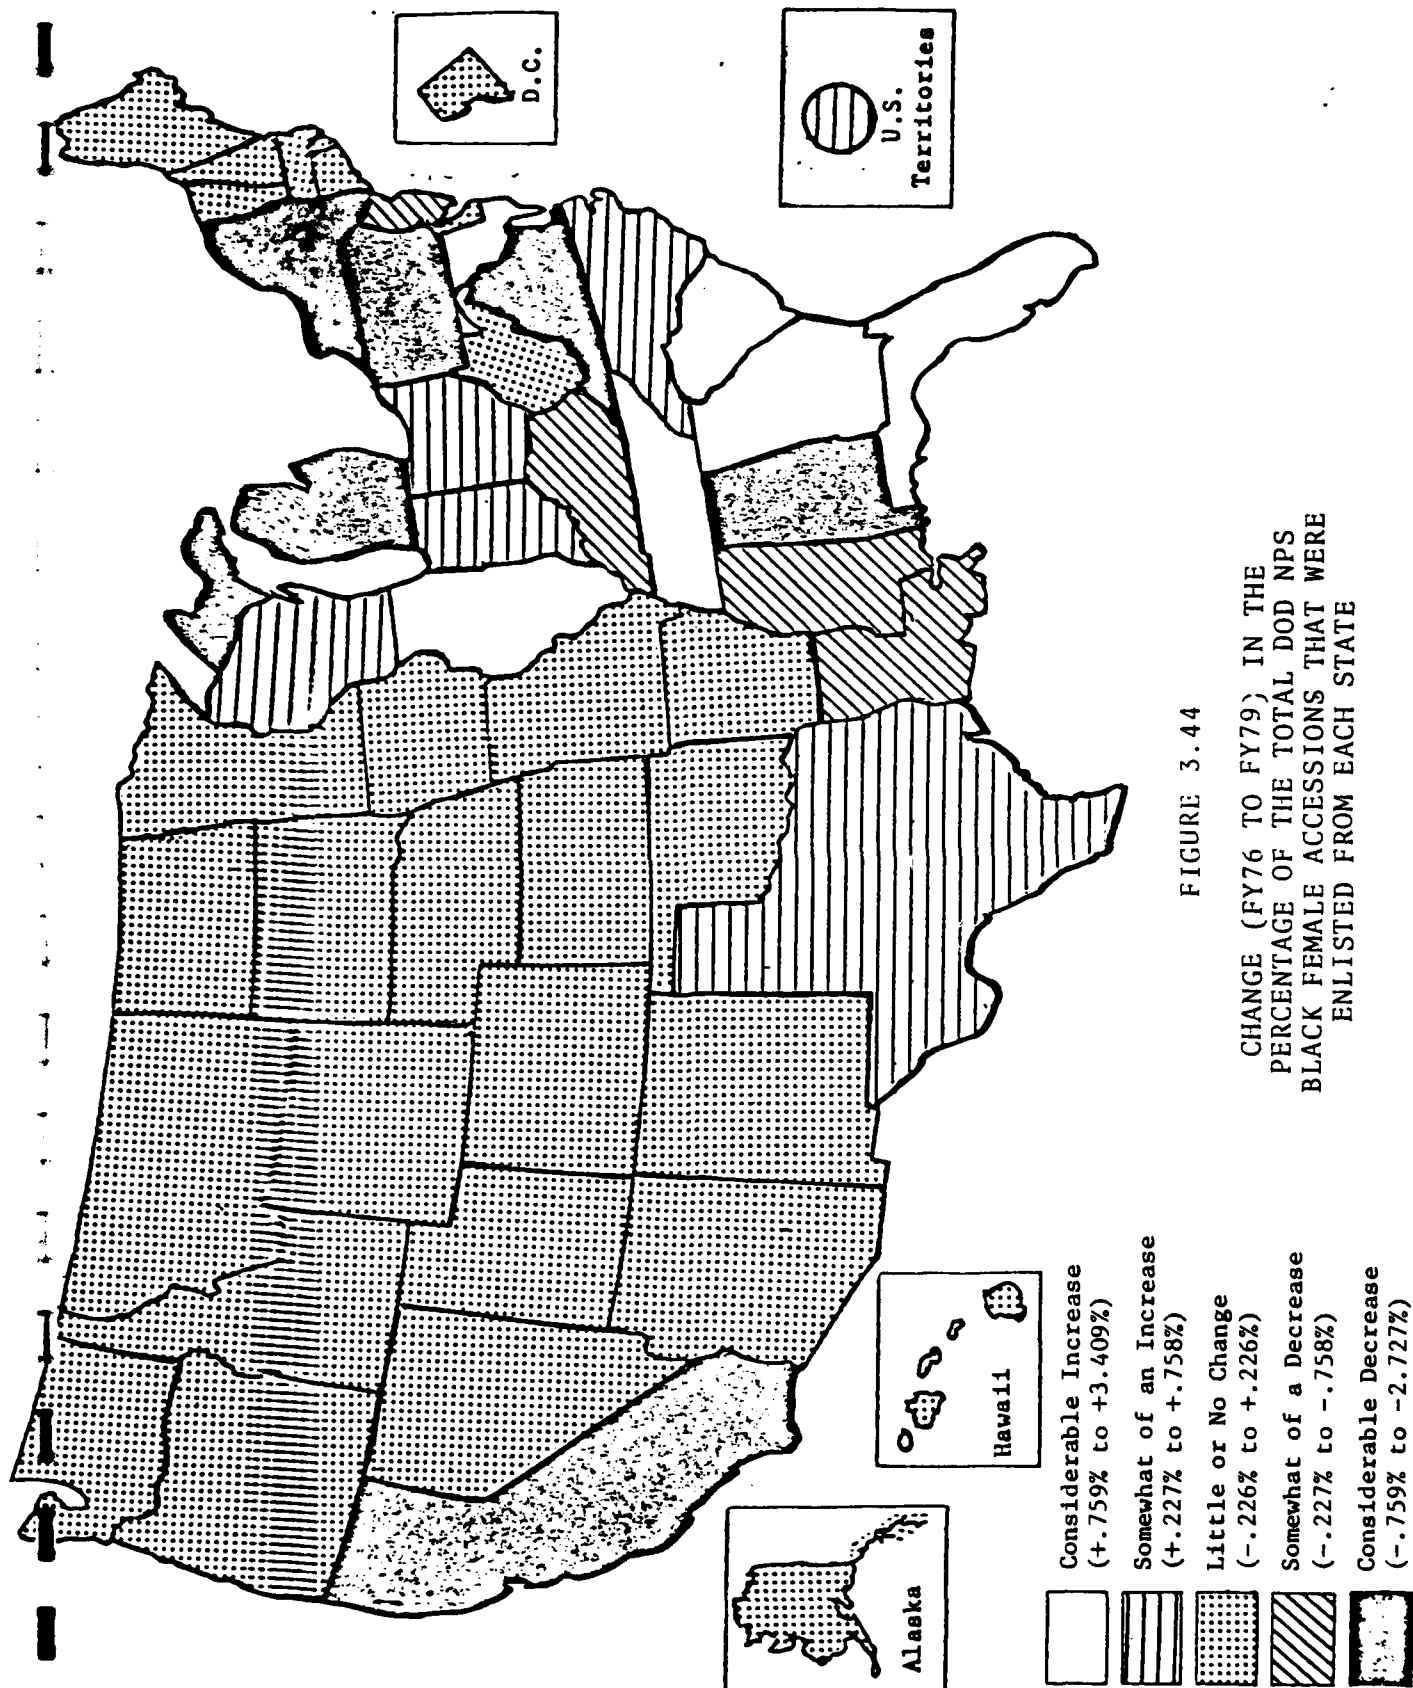 D.C.
U.S.
Territories
Hawaii
Alaska
Considerable Increase
(+.759% to +3.409%)
Somewhat of an Increase
(+.227% to +.758%)
Little or No Change
(-.226% to +.226%)
Somewhat of a Decrease
(-.227% to -.758%)
Considerable Decrease
(-.759% to -2.727%)
FIGURE 3.44
CHANGE (FY76 TO FY79) IN THE
PERCENTAGE OF THE TOTAL DOD NPS
BLACK FEMALE ACCESSIONS THAT WERE
ENLISTED FROM EACH STATE